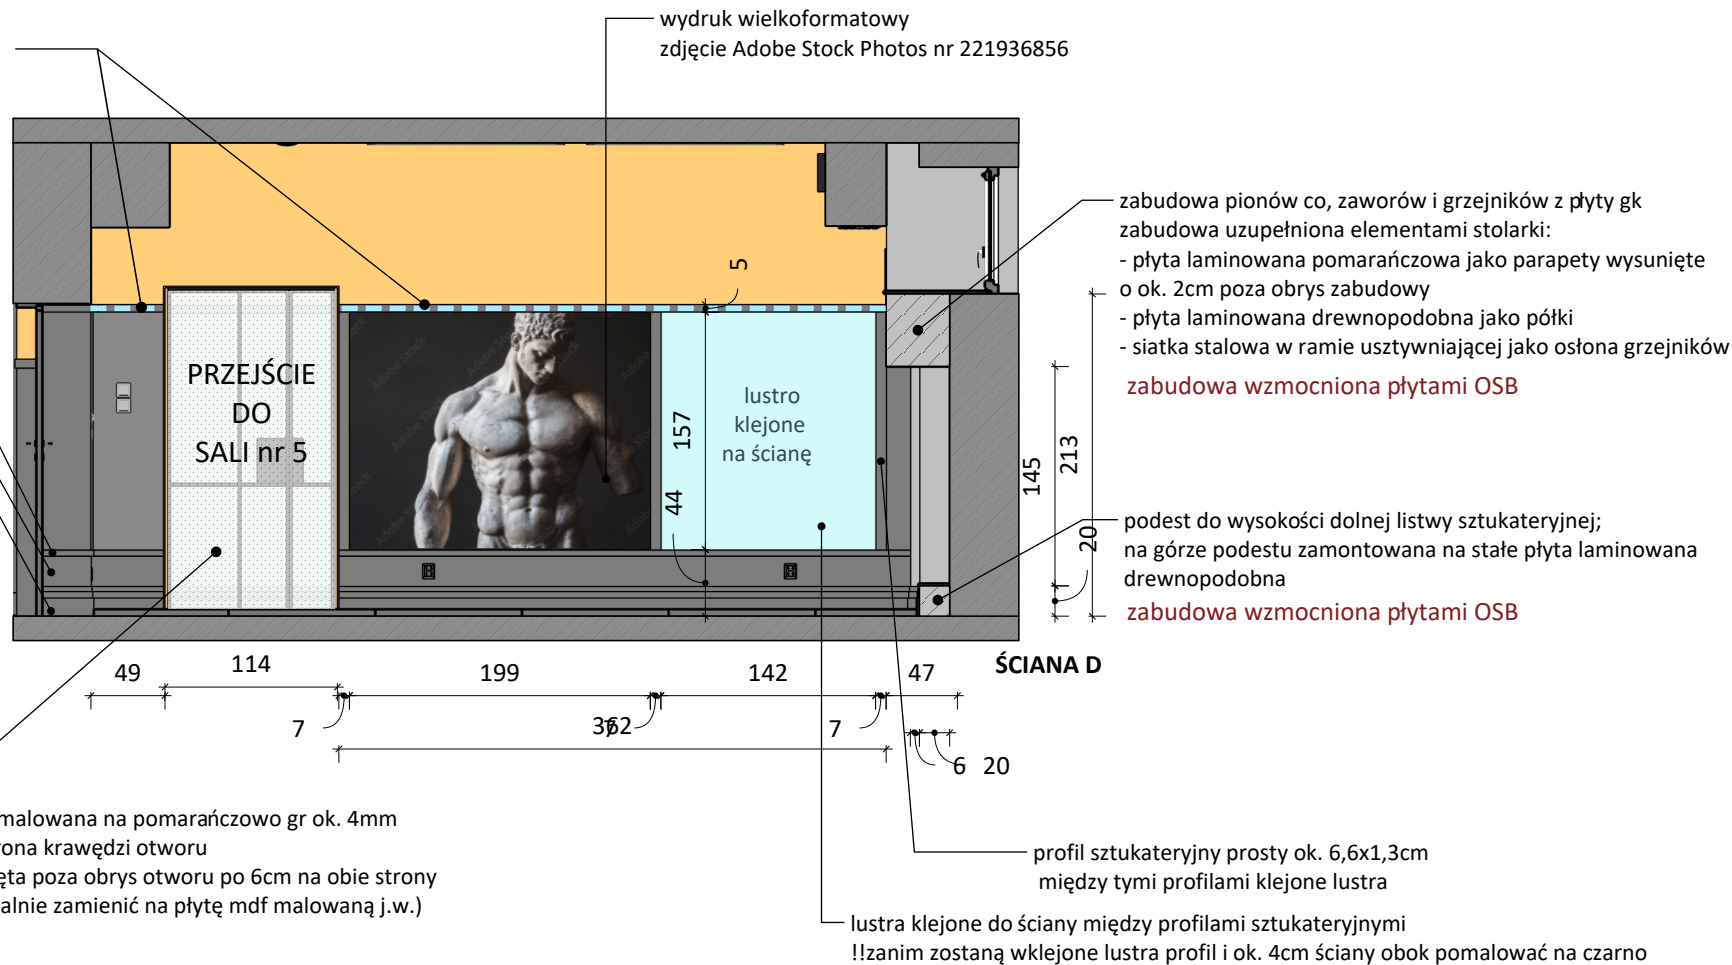 wydruk wielkoformatowy
zdjęcie Adobe Stock Photos nr 221936856
zabudowa pionów co, zaworów i grzejników z płyty gk
zabudowa uzupełniona elementami stolarki:
- płyta laminowana pomarańczowa jako parapety wysunięte
o ok. 2cm poza obrys zabudowy
- płyta laminowana drewnopodobna jako półki
- siatka stalowa w ramie usztywniającej jako osłona grzejników
zabudowa wzmocniona płytami OSB
5
PRZEJŚCIE
DO
SALI nr 5
Adobe Stock
lustro
klejone
na ścianę
157
44
145
213
20
podest do wysokości dolnej listwy sztukateryjnej;
na górze podestu zamontowana na stałe płyta laminowana
drewnopodobna
zabudowa wzmocniona płytami OSB
ŚCIANA D
49
114
199
142
47
7
7
362
7
6
20
malowana na pomarańczowo gr ok. 4mm
rona krawędzi otworu
ęta poza obrys otworu po 6cm na obie strony
alnie zamienić na płytę mdf malowaną j.w.)
profil sztukateryjny prosty ok. 6,6x1,3cm
między tymi profilami klejone lustra
lustra klejone do ściany między profilami sztukateryjnymi
!!zanim zostaną wklejone lustra profil i ok. 4cm ściany obok pomalować na czarno